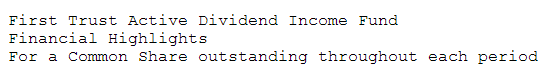 First Trust Active Dividend Income Fund
Financial Highlights
For a Common Share outstanding throughout each period